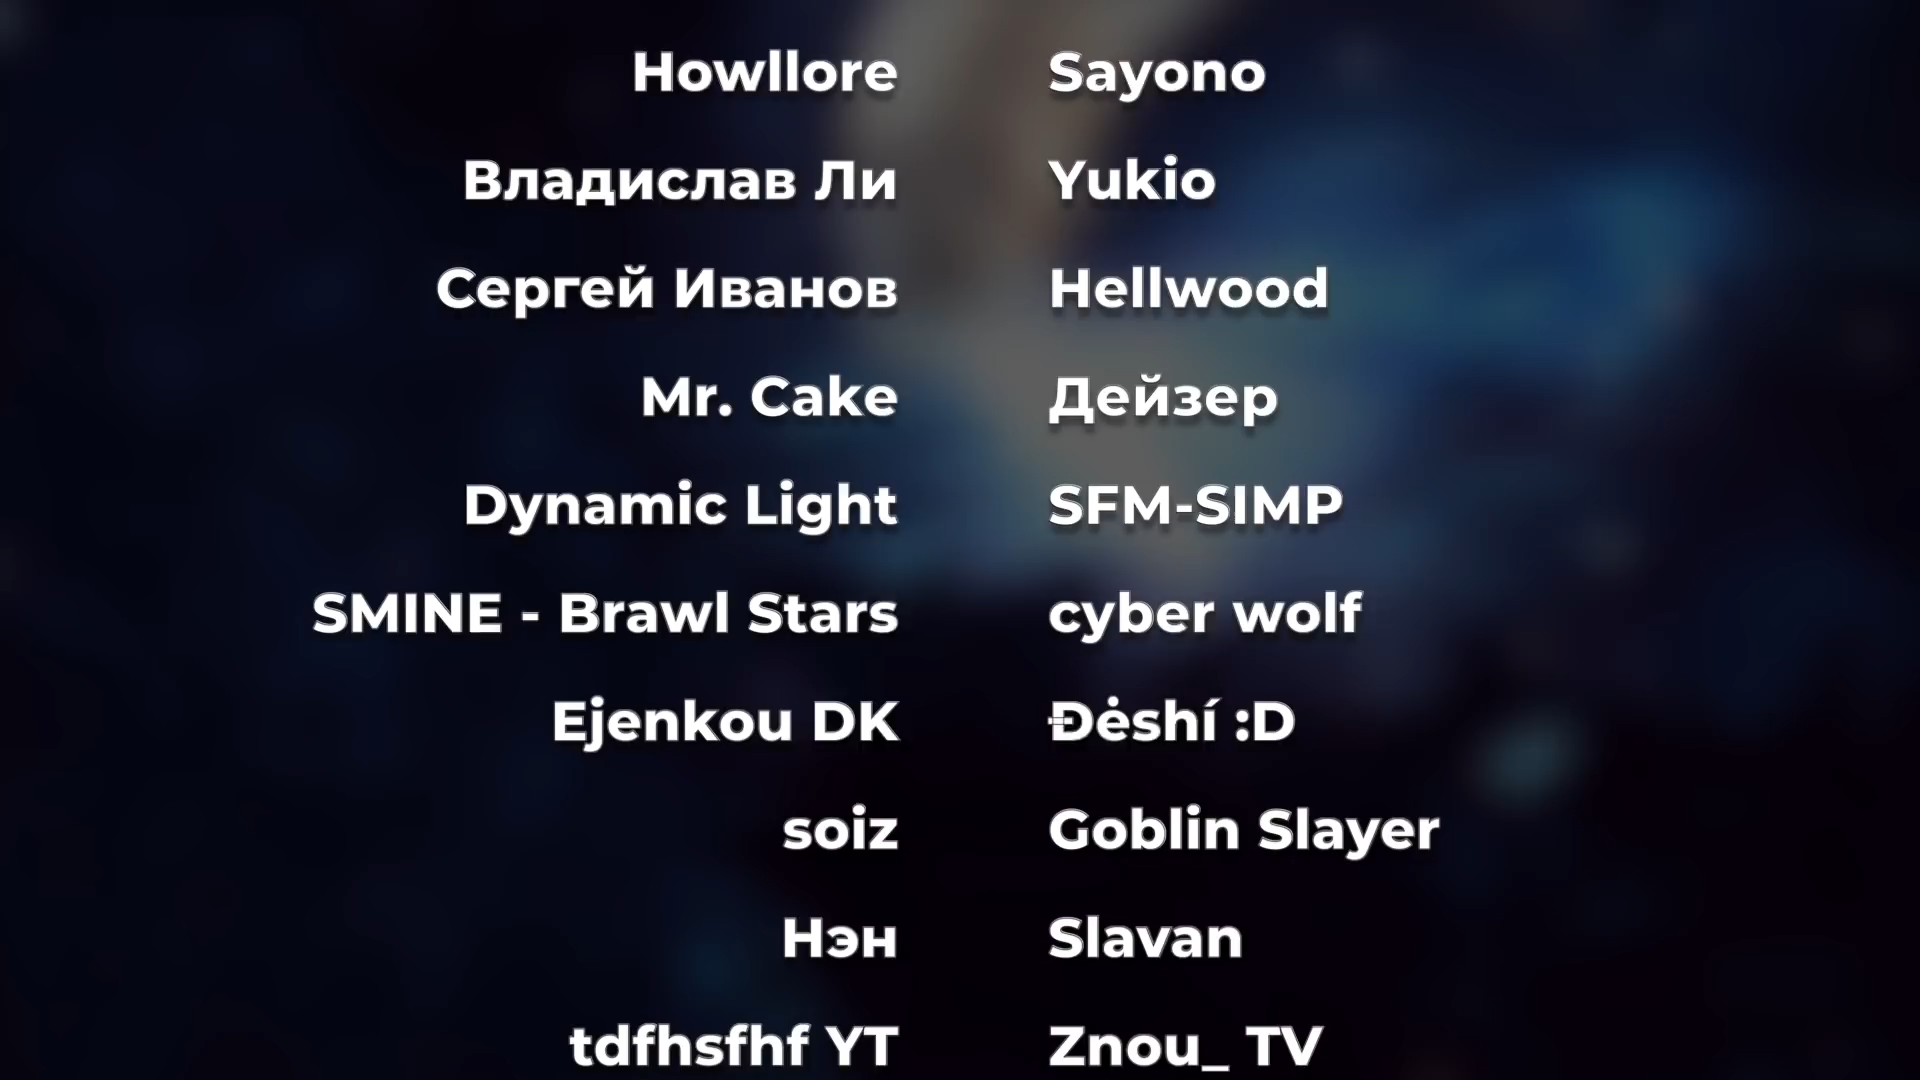 Howllore Sayono
Владислав Ли Yukio
Сергей Иванов Hellwood
Mr. Cake Дейзер
Dynamic Light SFM-SIMP
SMINE - Brawl Stars cyber wolf
Ejenkou DK Đėshí :D
soiz Goblin Slayer
Нэн Slavan
tdfhsfhf YT Znou_ TV